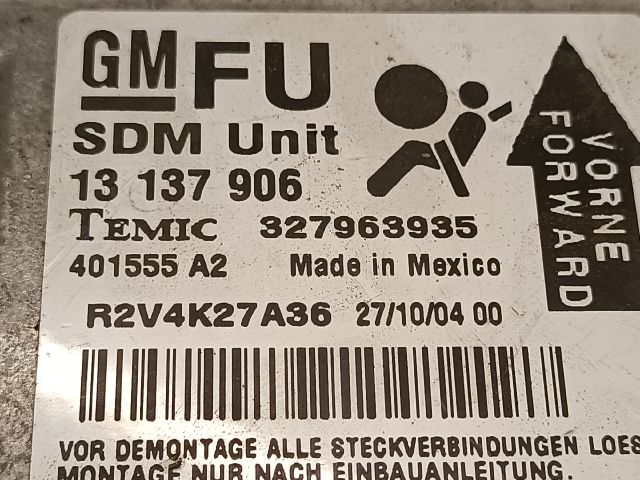 GM FU
SDM Unit
13 137 906
TEMIC 327963935
401555 A2 Made in Mexico
R2V4K27A36 27/10/04 00
VORNE
FORWARD
VOR DEMONTAGE ALLE STECKVERBINDUNGEN LOES
MONTAGE NUR NACH EINBAUANLEITUNG.